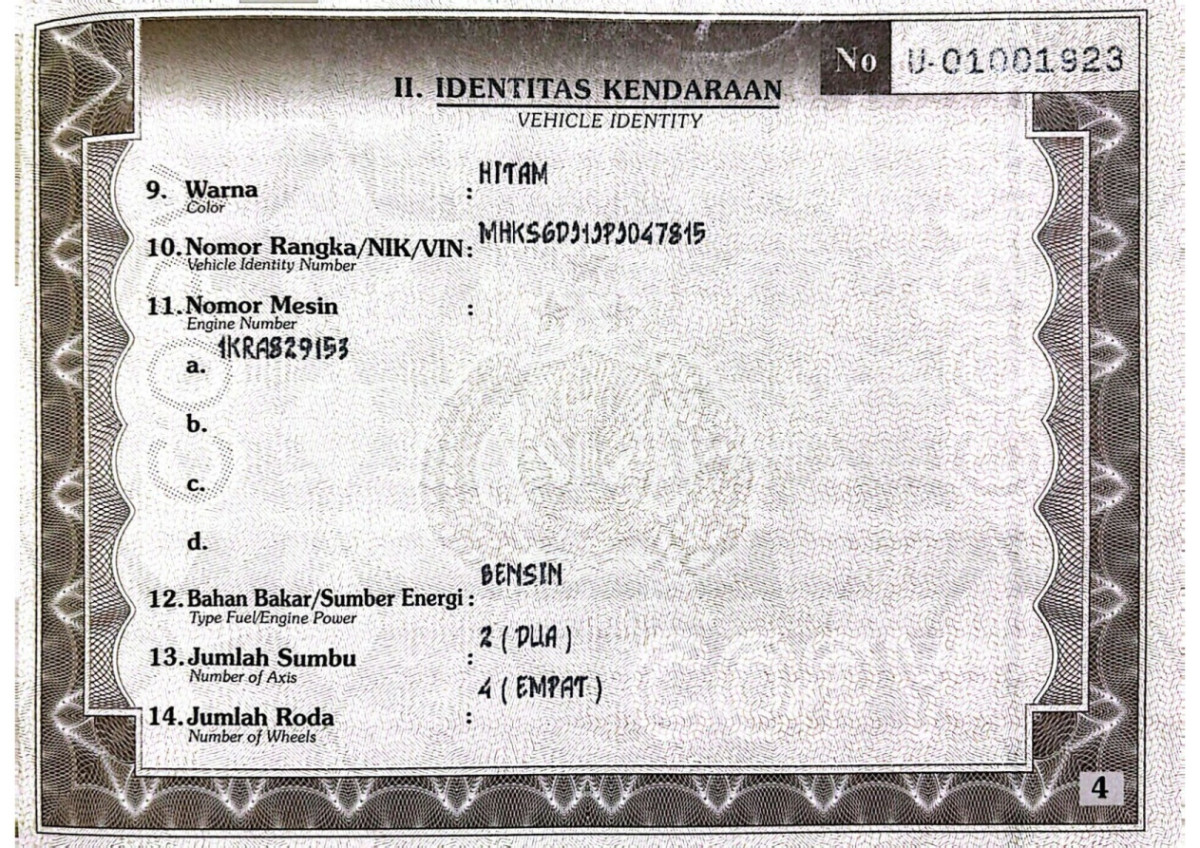 No U-01001923
II. IDENTITAS KENDARAAN
VEHICLE IDENTITY
9. Warna : HITAM
Color
10. Nomor Rangka/NIK/VIN : MHKS6DJ1JPJ047815
Vehicle Identity Number
11. Nomor Mesin :
Engine Number
a. 1KRA829153
b.
c.
d.
12. Bahan Bakar/Sumber Energi : BENSIN
Type Fuel/Engine Power
13. Jumlah Sumbu : 2 ( DUA )
Number of Axis
14. Jumlah Roda : 4 ( EMPAT )
Number of Wheels
4